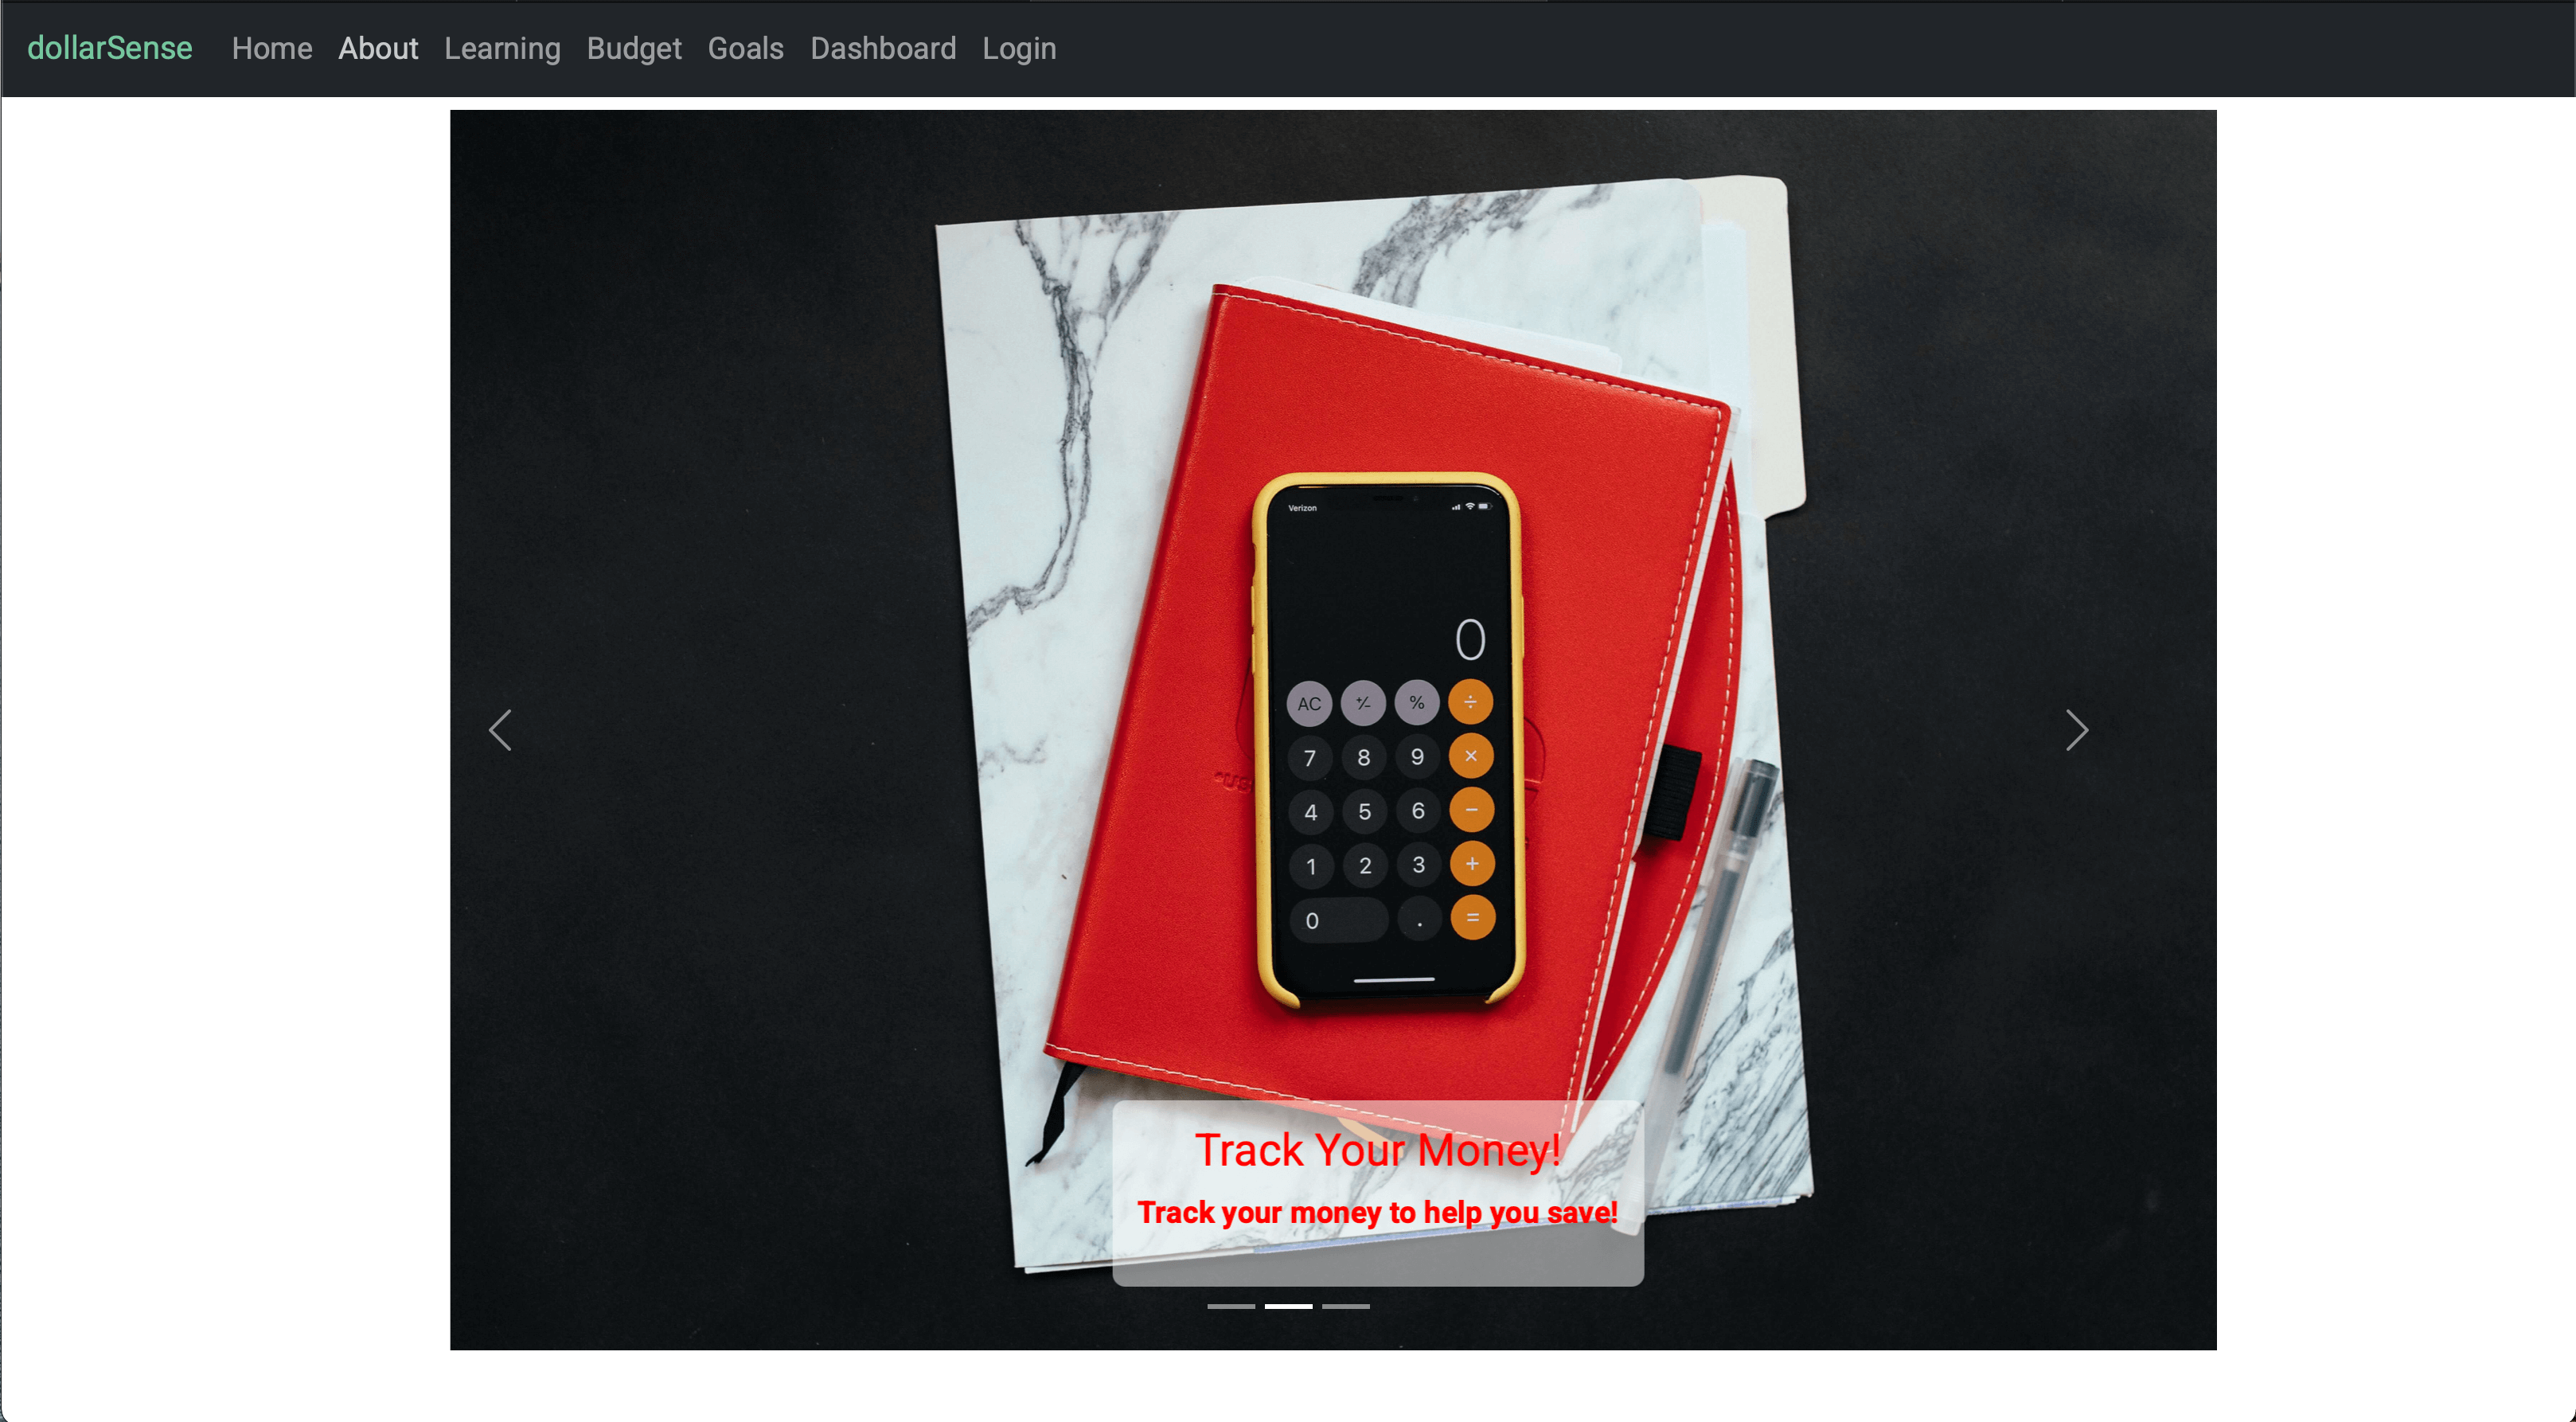 dollarSense Home About Learning Budget Goals Dashboard Login
Verizon
0
AC +⁄- % ÷
7 8 9 ×
4 5 6 −
1 2 3 +
0 . =
Track Your Money!
Track your money to help you save!